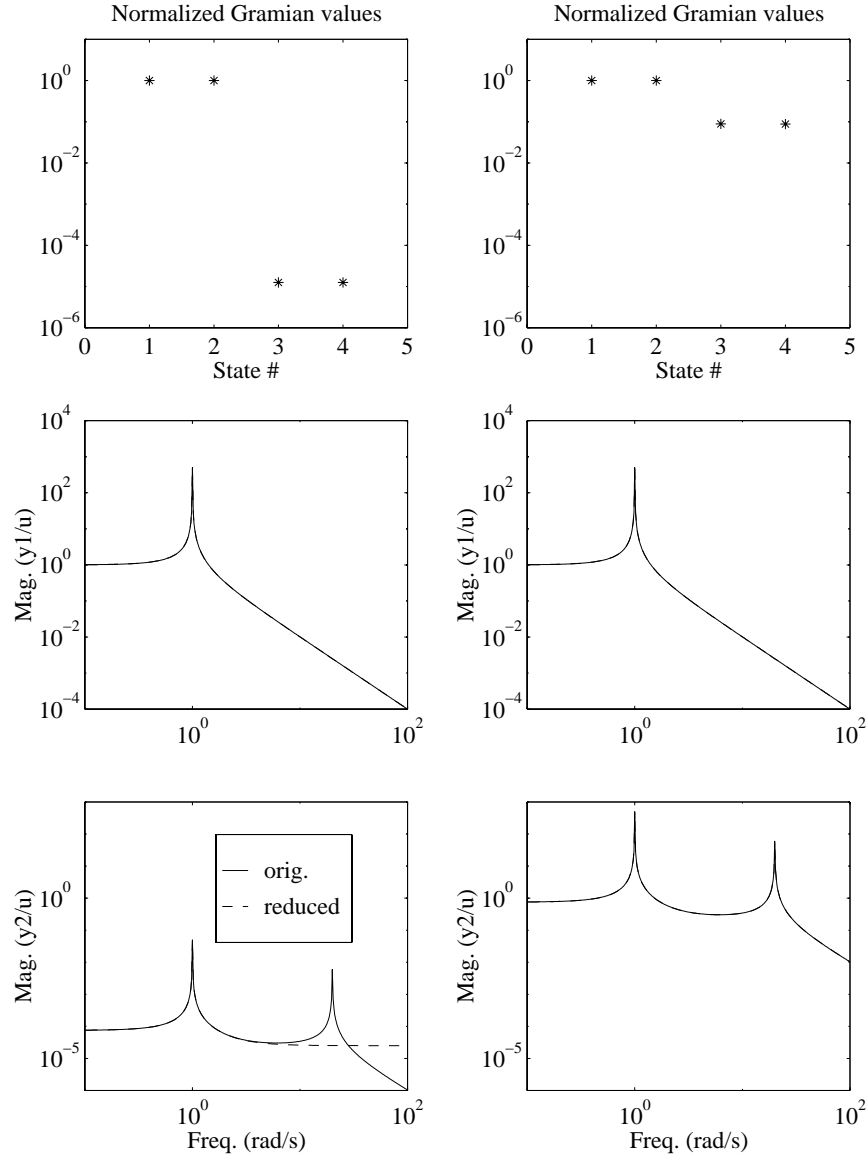 Normalized Gramian values
10^0
10^−2
10^−4
10^−6
0 1 2 3 4 5
State #
Normalized Gramian values
10^0
10^−2
10^−4
10^−6
0 1 2 3 4 5
State #
Mag. (y1/u)
10^4
10^2
10^0
10^−2
10^−4
10^0 10^2
Mag. (y1/u)
10^4
10^2
10^0
10^−2
10^−4
10^0 10^2
Mag. (y2/u)
10^0
10^−5
orig.
reduced
10^0 10^2
Freq. (rad/s)
Mag. (y2/u)
10^0
10^−5
10^0 10^2
Freq. (rad/s)